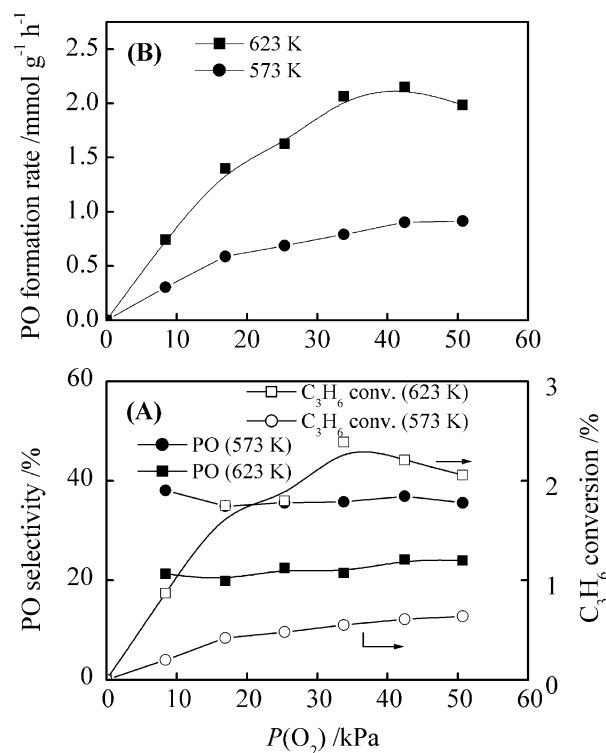 (B)
623 K
573 K
PO formation rate /mmol g⁻¹ h⁻¹
2.5
2.0
1.5
1.0
0.5
0.0
0 10 20 30 40 50 60
(A)
C₃H₆ conv. (623 K)
C₃H₆ conv. (573 K)
PO (573 K)
PO (623 K)
PO selectivity /%
60
40
20
0
C₃H₆ conversion /%
3
2
1
0
0 10 20 30 40 50 60
P(O₂) /kPa